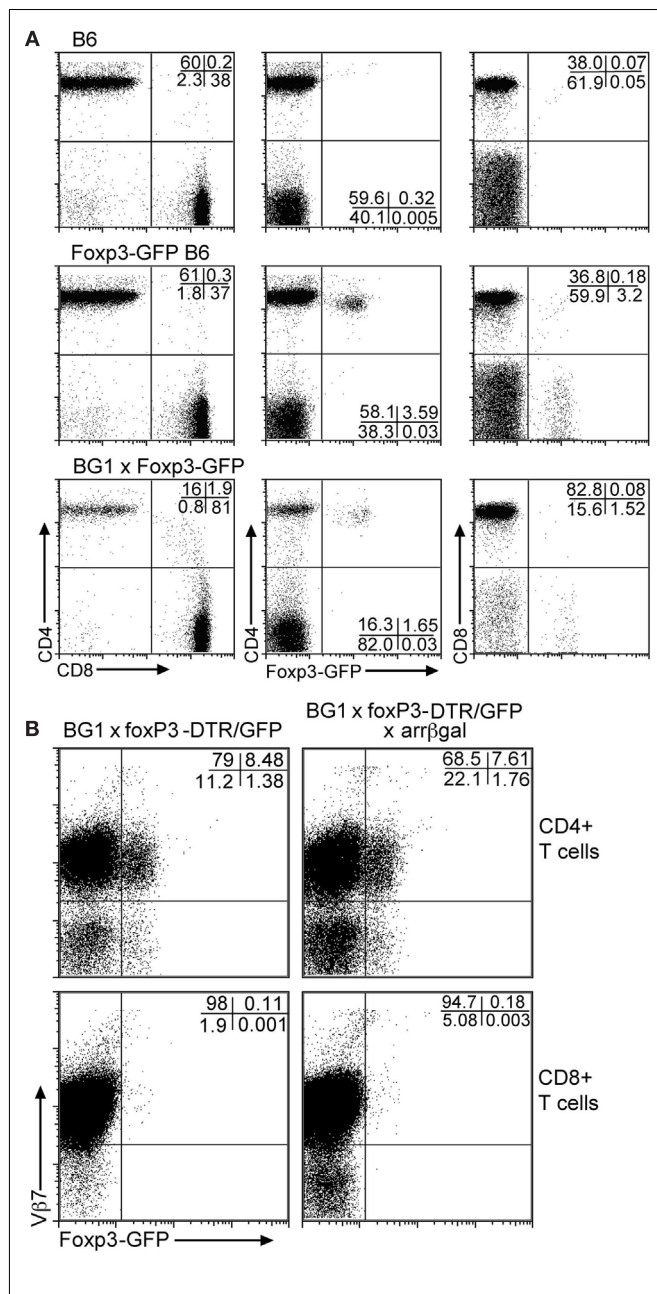 A
B6
60 0.2
2.3 38
59.6 0.32
40.1 0.005
38.0 0.07
61.9 0.05
Foxp3-GFP B6
61 0.3
1.8 37
58.1 3.59
38.3 0.03
36.8 0.18
59.9 3.2
BG1 x Foxp3-GFP
16 1.9
0.8 81
16.3 1.65
82.0 0.03
82.8 0.08
15.6 1.52
CD4
CD8
CD4
Foxp3-GFP
CD8
B
BG1 x foxP3-DTR/GFP
BG1 x foxP3-DTR/GFP
x arrβgal
79 8.48
11.2 1.38
68.5 7.61
22.1 1.76
CD4+
T cells
98 0.11
1.9 0.001
94.7 0.18
5.08 0.003
CD8+
T cells
Vβ7
Foxp3-GFP